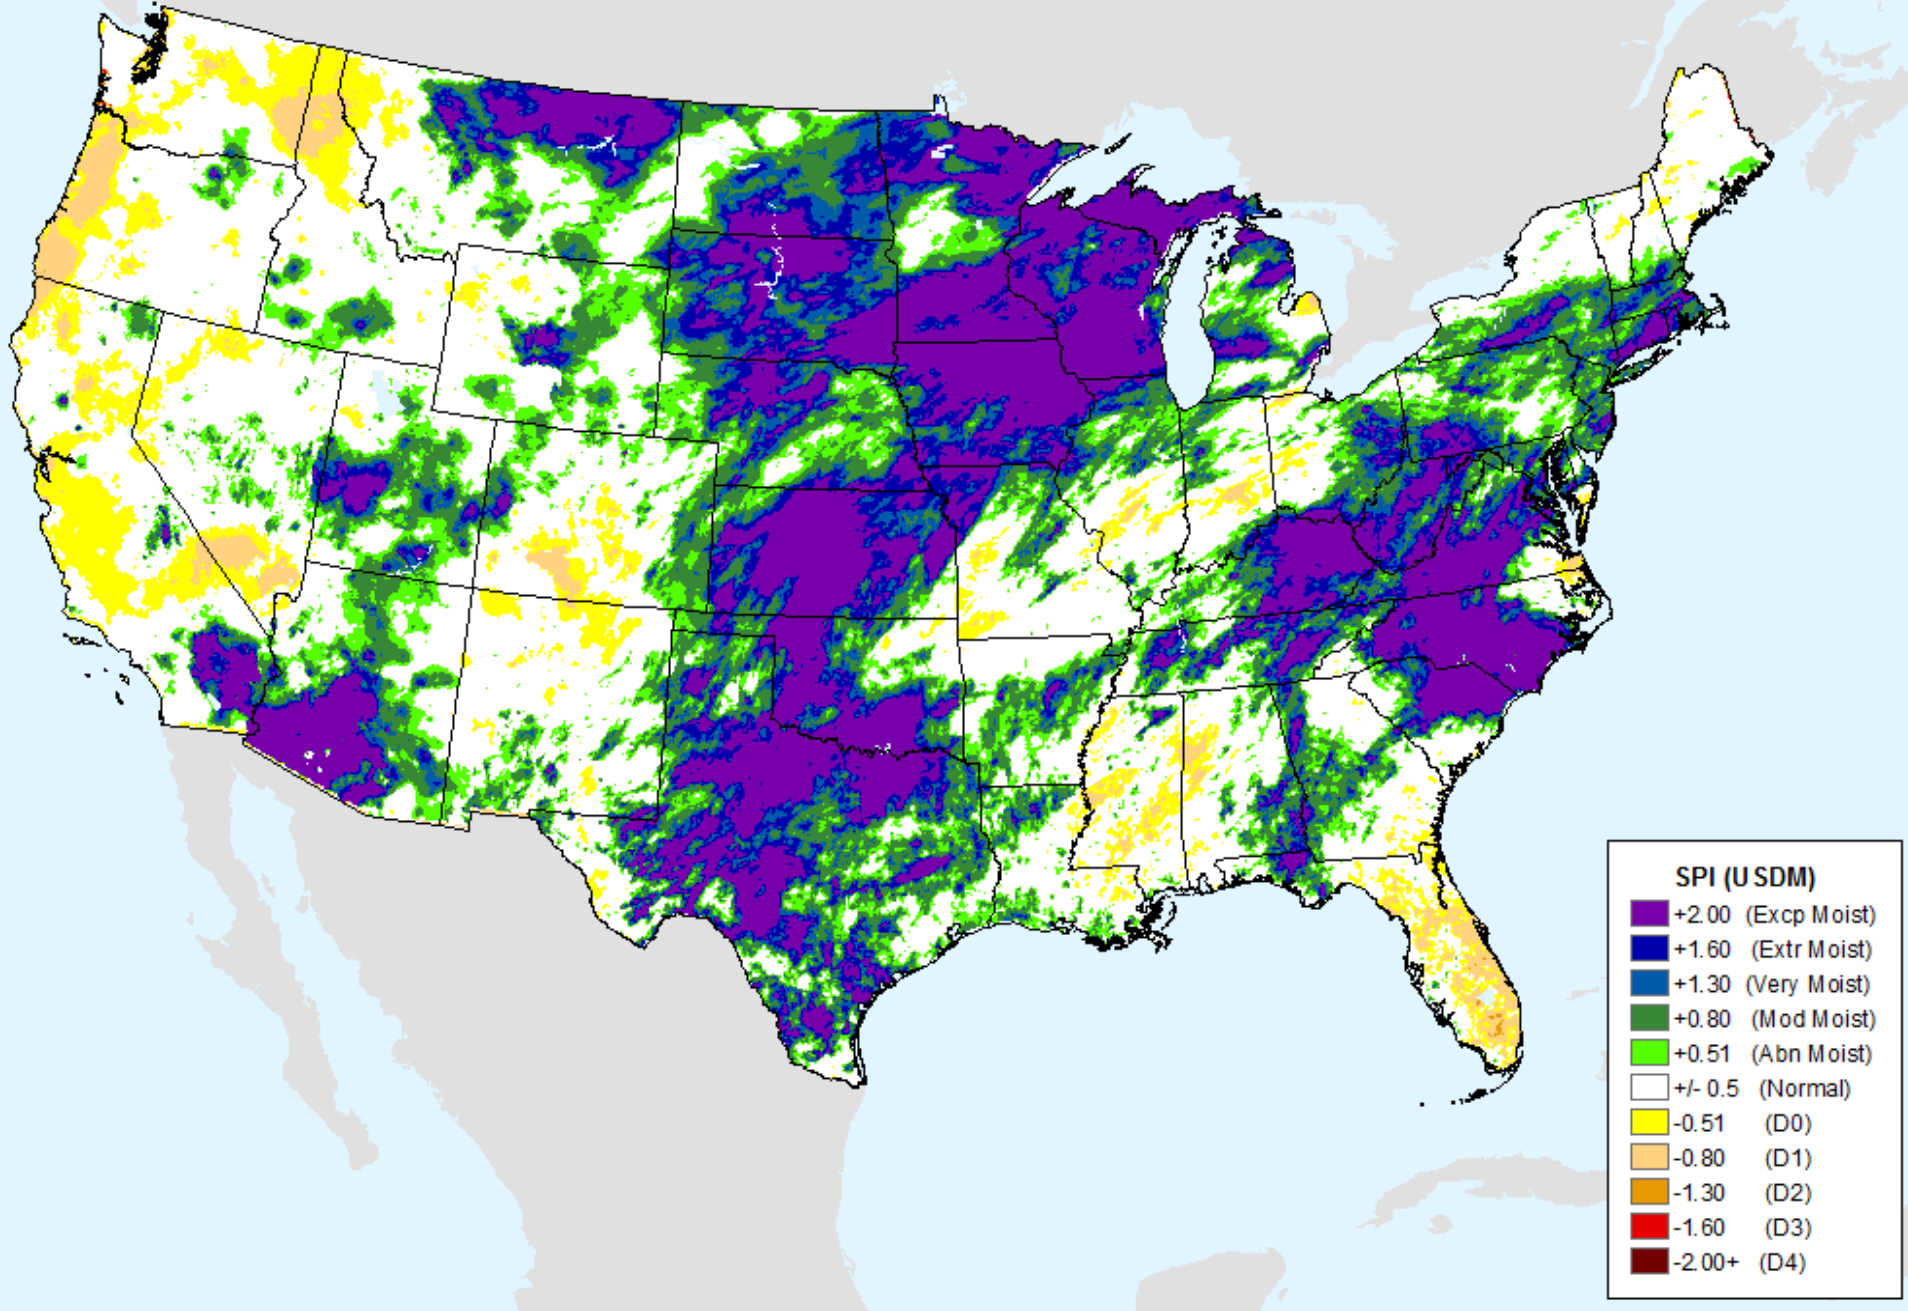 SPI (USDM)
+2.00 (Excp Moist)
+1.60 (Extr Moist)
+1.30 (Very Moist)
+0.80 (Mod Moist)
+0.51 (Abn Moist)
+/- 0.5 (Normal)
-0.51 (D0)
-0.80 (D1)
-1.30 (D2)
-1.60 (D3)
-2.00+ (D4)